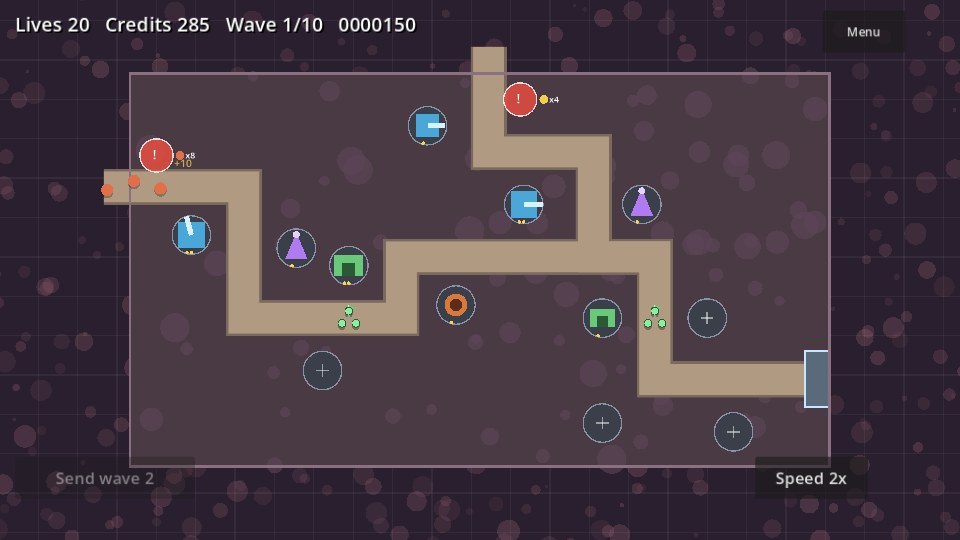 Lives 20 Credits 285 Wave 1/10 0000150
Menu
! x4
! x8
+10
Send wave 2
Speed 2x